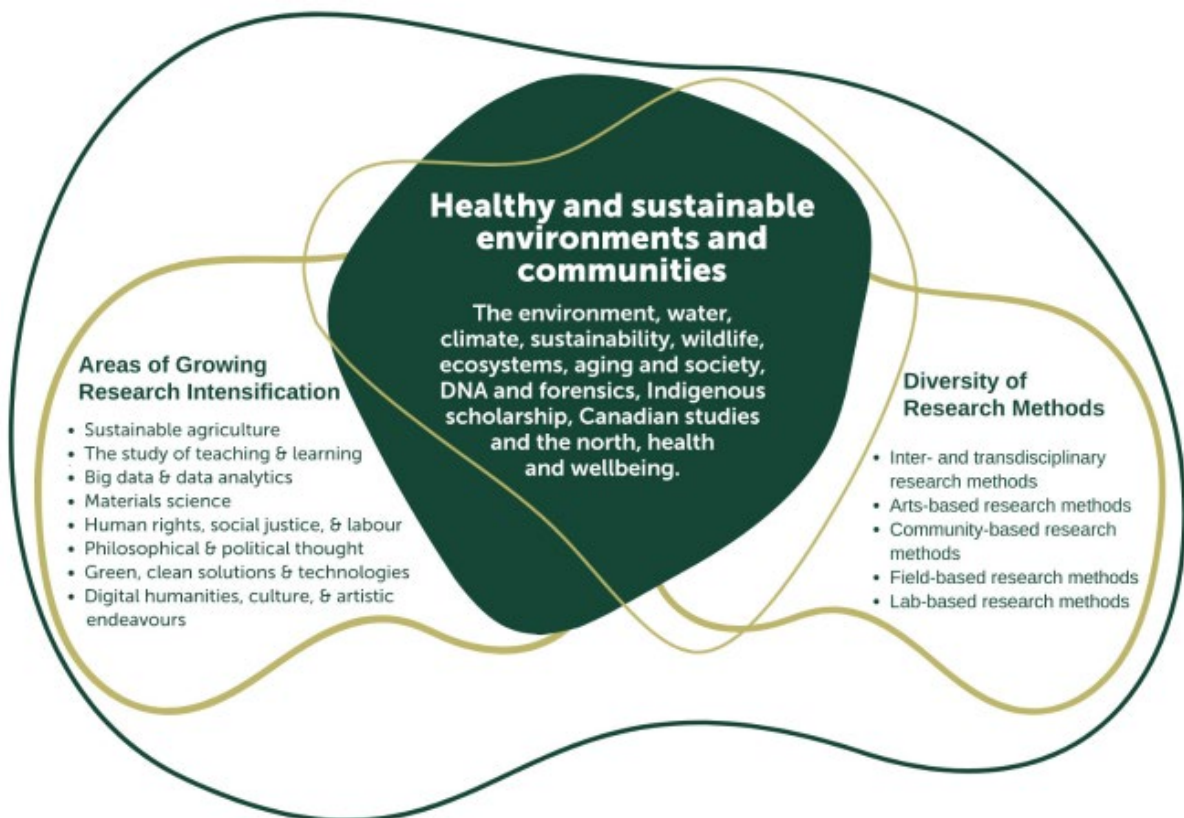 Healthy and sustainable
environments and
communities
The environment, water,
climate, sustainability, wildlife,
ecosystems, aging and society,
DNA and forensics, Indigenous
scholarship, Canadian studies
and the north, health
and wellbeing.
Areas of Growing
Research Intensification
• Sustainable agriculture
• The study of teaching & learning
• Big data & data analytics
• Materials science
• Human rights, social justice, & labour
• Philosophical & political thought
• Green, clean solutions & technologies
• Digital humanities, culture, & artistic
endeavours
Diversity of
Research Methods
• Inter- and transdisciplinary
research methods
• Arts-based research methods
• Community-based research
methods
• Field-based research methods
• Lab-based research methods